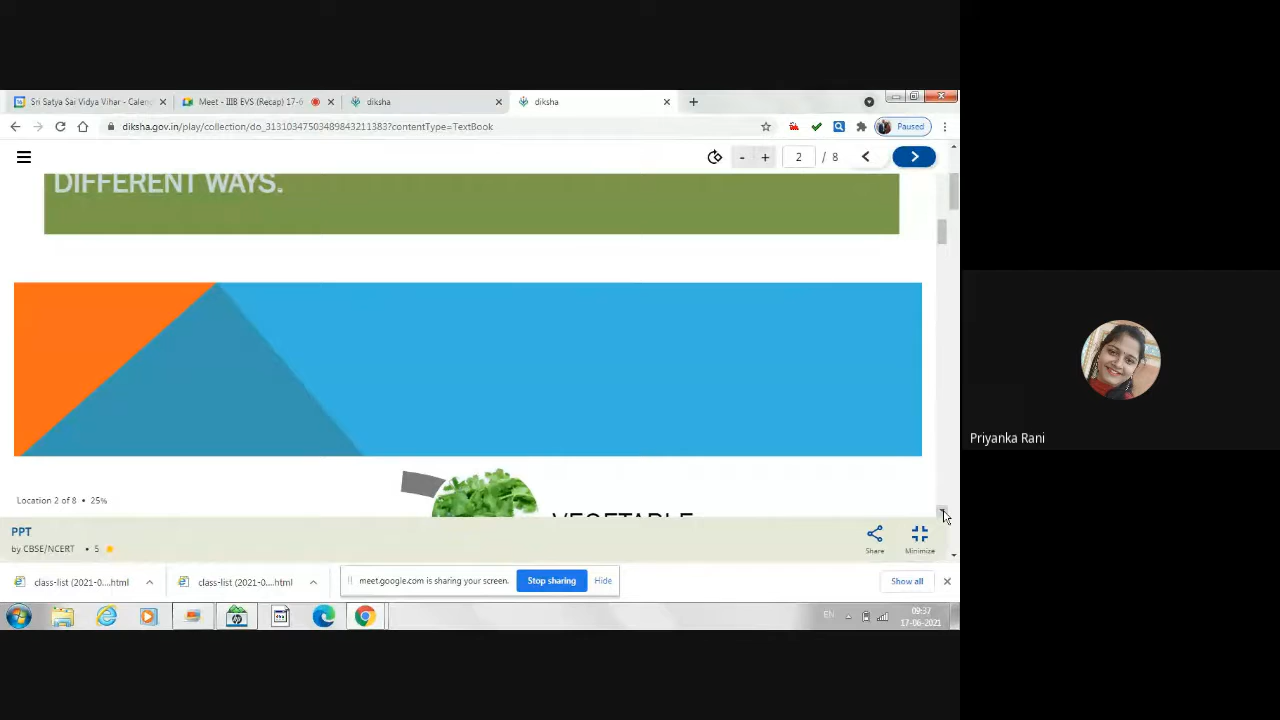 Sri Satya Sai Vidya Vihar - Calend
Meet - IIIB EVS (Recap) 17-6
diksha
diksha
diksha.gov.in/play/collection/do_31310347503489843211383?contentType=TextBook
Paused
- + 2 / 8
DIFFERENT WAYS.
VEGETABLE
Location 2 of 8 • 25%
PPT
by CBSE/NCERT • 5
Share
Minimize
class-list (2021-0....html
class-list (2021-0....html
meet.google.com is sharing your screen.
Stop sharing
Hide
Show all
EN
09:37
17-06-2021
Priyanka Rani